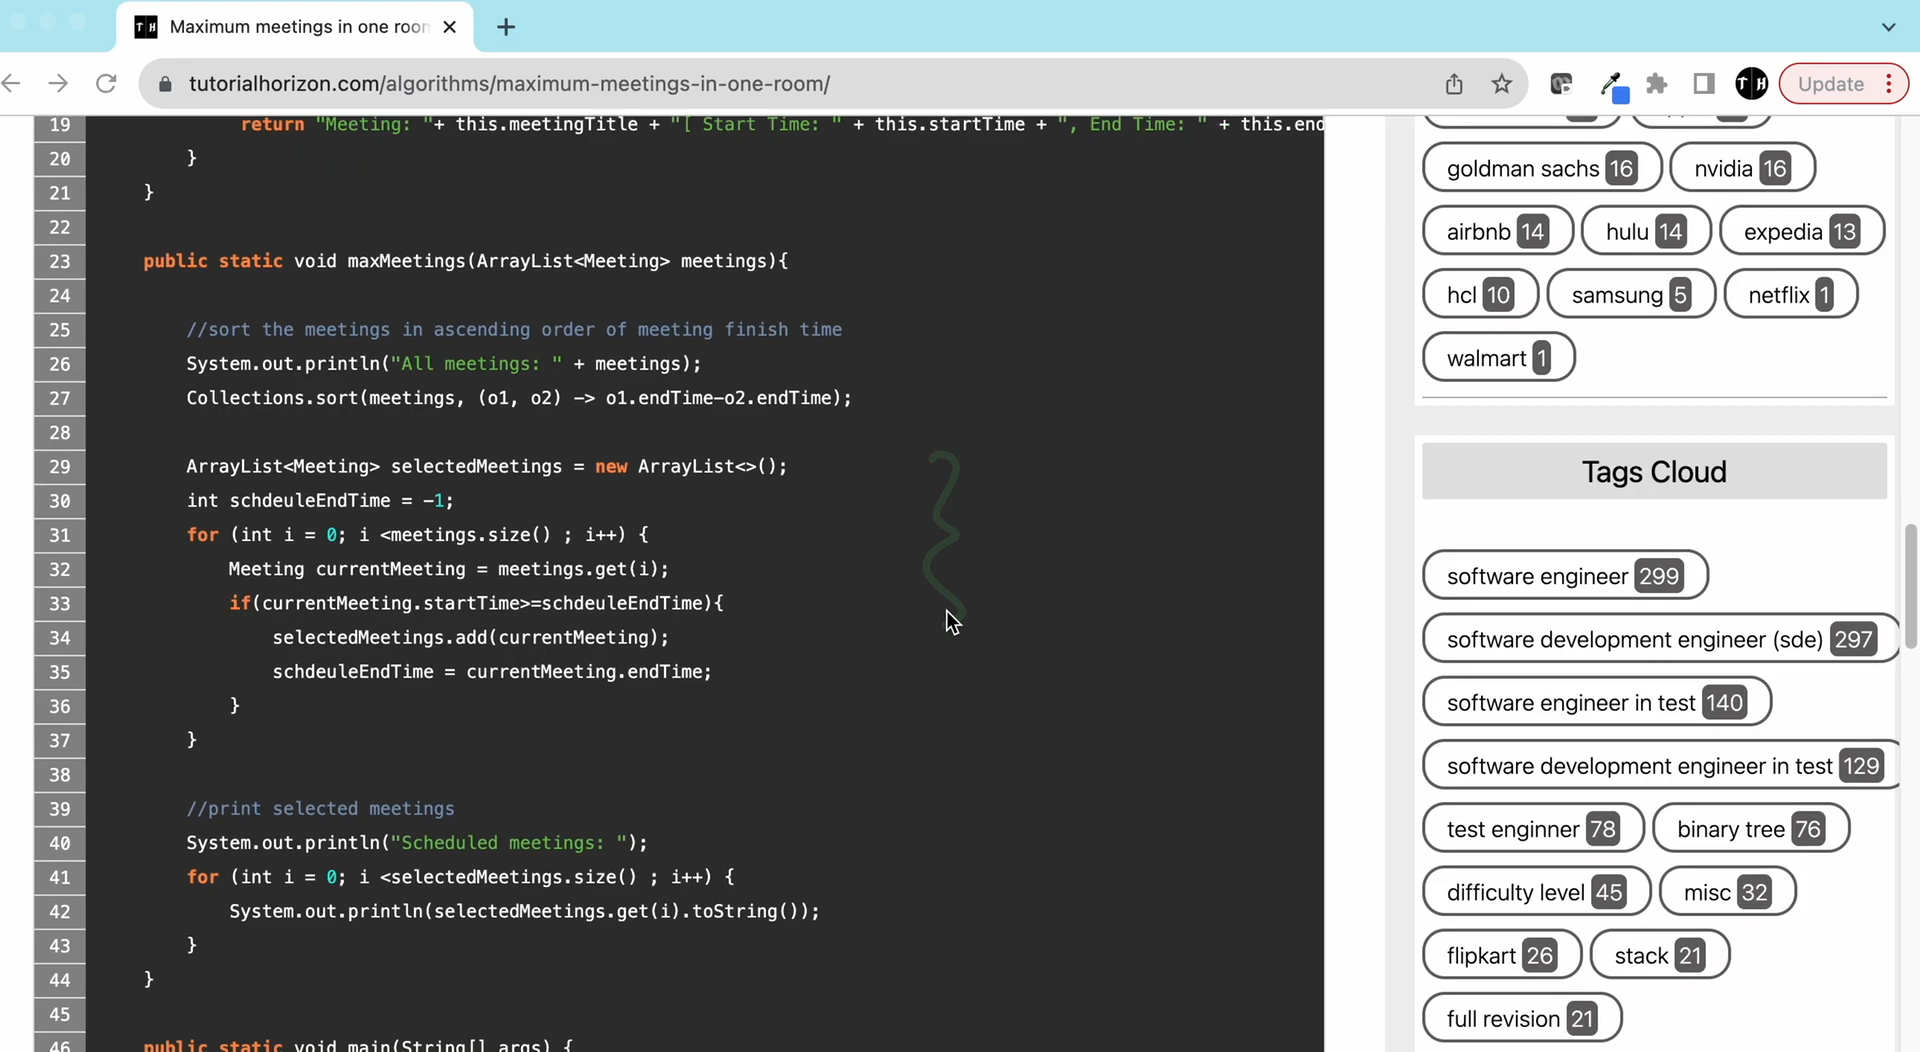 TH Maximum meetings in one roor
tutorialhorizon.com/algorithms/maximum-meetings-in-one-room/
TH
Update
19 return "Meeting: "+ this.meetingTitle + "[ Start Time: " + this.startTime + ", End Time: " + this.end
20 }
21 }
22
23 public static void maxMeetings(ArrayList<Meeting> meetings){
24
25 //sort the meetings in ascending order of meeting finish time
26 System.out.println("All meetings: " + meetings);
27 Collections.sort(meetings, (o1, o2) -> o1.endTime-o2.endTime);
28
29 ArrayList<Meeting> selectedMeetings = new ArrayList<>();
30 int schdeuleEndTime = -1;
31 for (int i = 0; i <meetings.size() ; i++) {
32 Meeting currentMeeting = meetings.get(i);
33 if(currentMeeting.startTime>=schdeuleEndTime){
34 selectedMeetings.add(currentMeeting);
35 schdeuleEndTime = currentMeeting.endTime;
36 }
37 }
38
39 //print selected meetings
40 System.out.println("Scheduled meetings: ");
41 for (int i = 0; i <selectedMeetings.size() ; i++) {
42 System.out.println(selectedMeetings.get(i).toString());
43 }
44 }
45
46 public static void main(String[] args) {
goldman sachs 16 nvidia 16
airbnb 14 hulu 14 expedia 13
hcl 10 samsung 5 netflix 1
walmart 1
Tags Cloud
software engineer 299
software development engineer (sde) 297
software engineer in test 140
software development engineer in test 129
test enginner 78 binary tree 76
difficulty level 45 misc 32
flipkart 26 stack 21
full revision 21